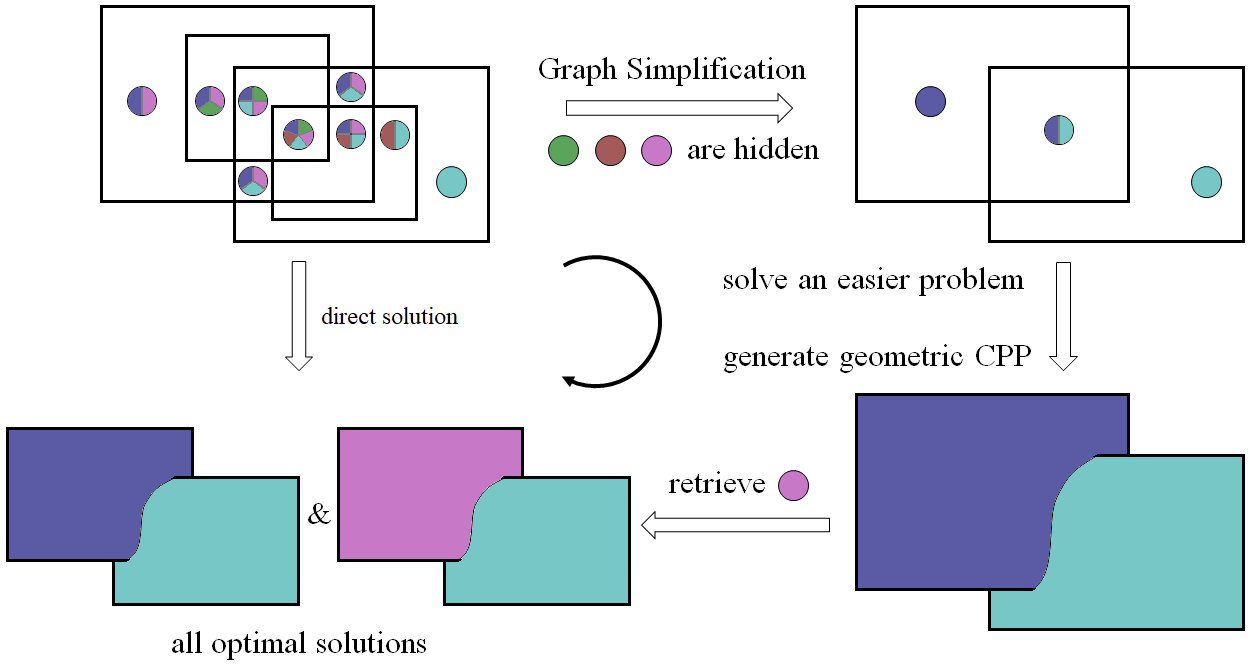 Graph Simplification
are hidden
solve an easier problem
direct solution
generate geometric CPP
retrieve
&
all optimal solutions